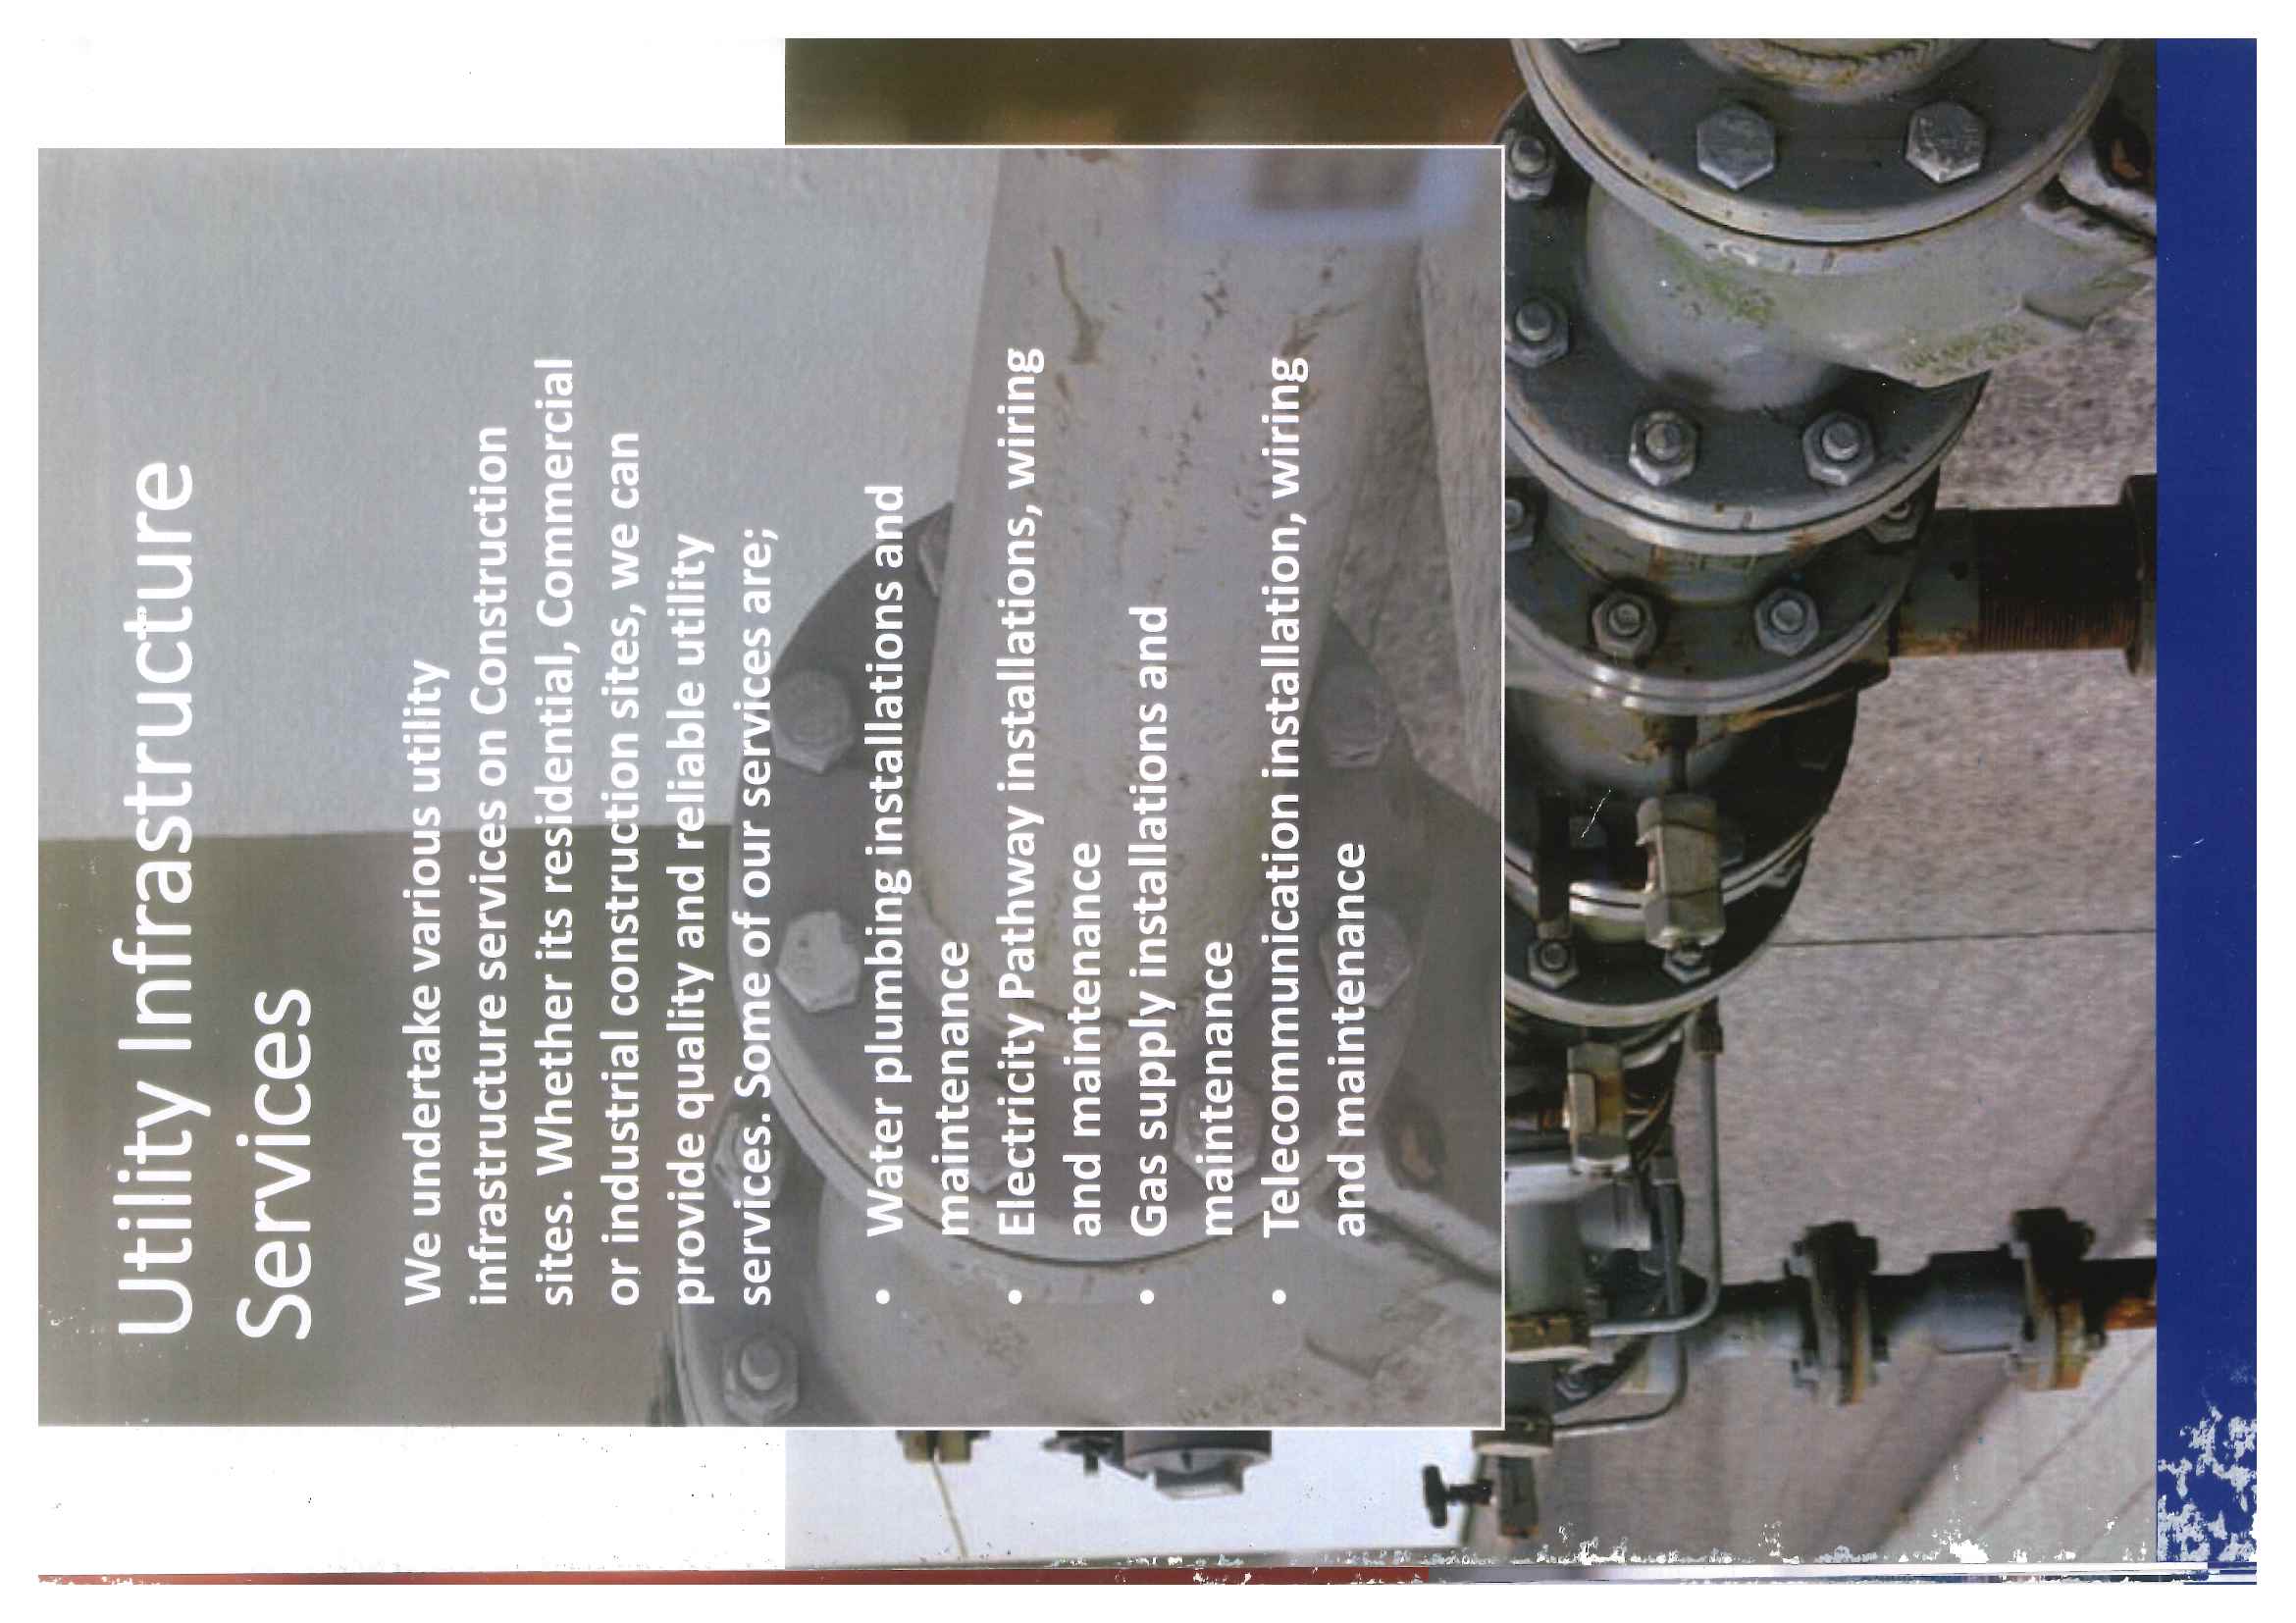 Utility Infrastructure
Services
We undertake various utility
infrastructure services on Construction
sites. Whether its residential, Commercial
or industrial construction sites, we can
provide quality and reliable utility
services. Some of our services are;
• Water plumbing installations and
maintenance
• Electricity Pathway installations, wiring
and maintenance
• Gas supply installations and
maintenance
• Telecommunication installation, wiring
and maintenance